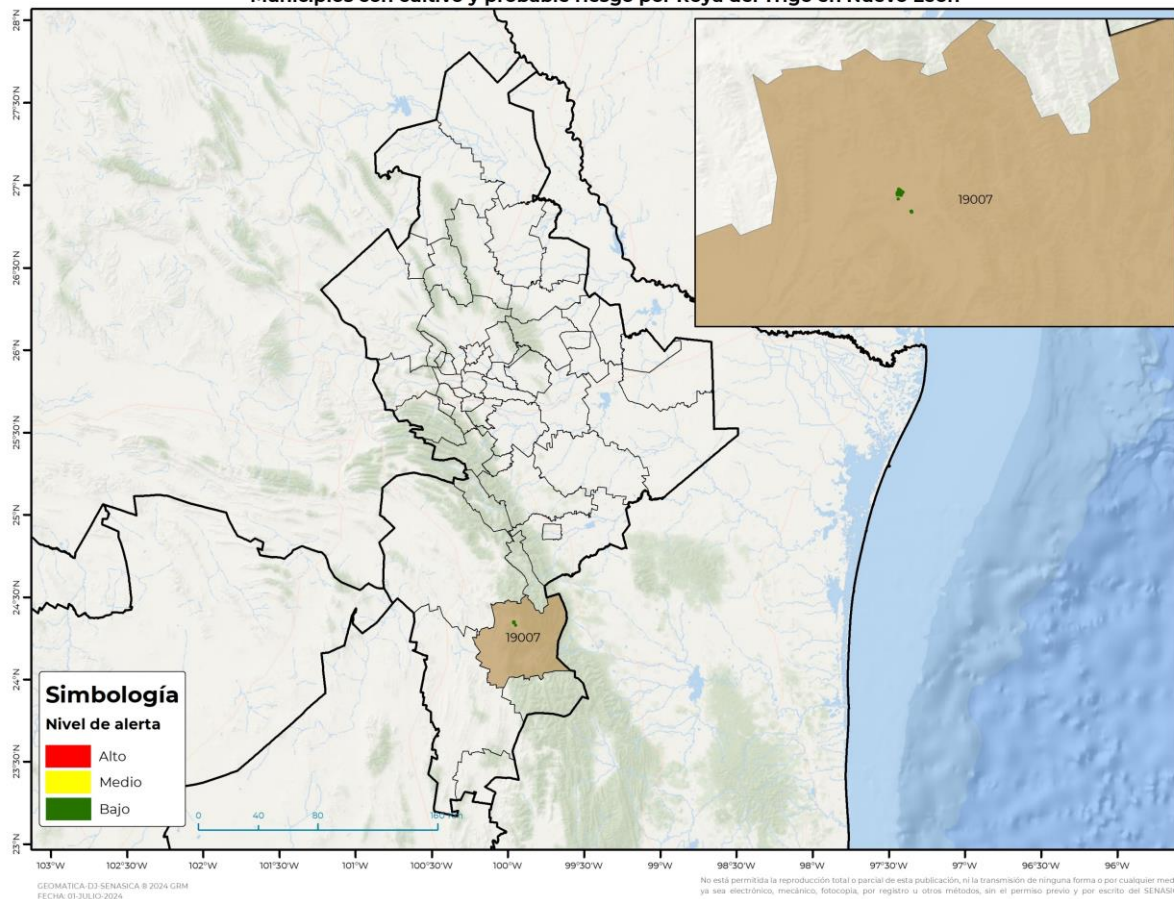 Municipios con cultivo y probable riesgo por Roya del Trigo en Nuevo León
28°N
27°30'N
27°N
26°30'N
26°N
25°30'N
25°N
24°30'N
24°N
23°30'N
23°N
19007
19007
Simbología
Nivel de alerta
Alto
Medio
Bajo
0 40 80 160
103°W 102°30'W 102°W 101°30'W 101°W 100°30'W 100°W 99°30'W 99°W 98°30'W 98°W 97°30'W 97°W 96°30'W 96°W
GEOMATICA-DJ-SENASICA ® 2024 GRM
FECHA: 01-JULIO-2024
No está permitida la reproducción total o parcial de esta publicación, ni la transmisión de ninguna forma o por cualquier med
ya sea electrónico, mecánico, fotocopia, por registro u otros métodos, sin el permiso previo y por escrito del SENASI